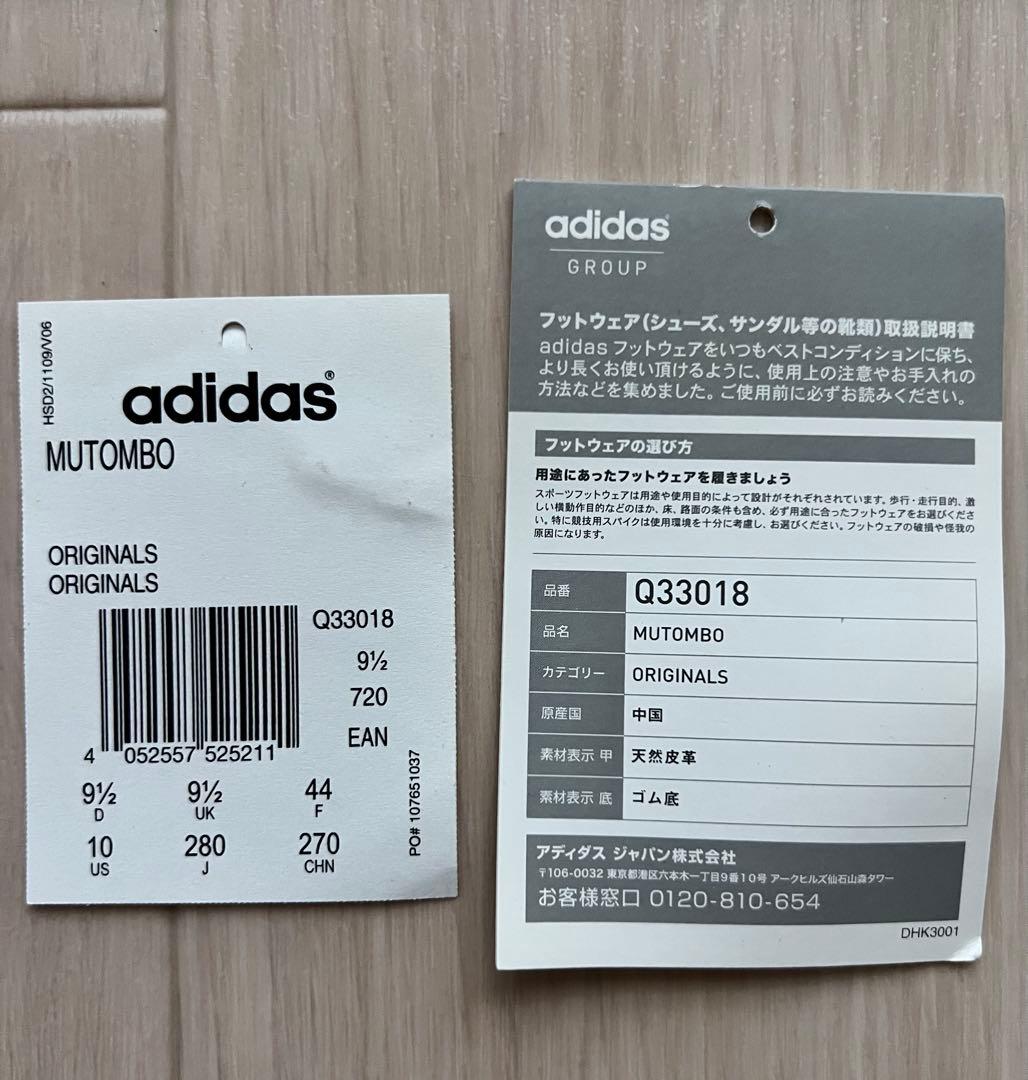 HSD2/1109/V06
adidas®
MUTOMBO
ORIGINALS
ORIGINALS
Q33018
9½
720
EAN
4 052557 525211
9½ 9½ 44
D UK F
10 280 270
US J CHN
PO# 107651037
adidas
GROUP
フットウェア(シューズ、サンダル等の靴類)取扱説明書
adidas フットウェアをいつもベストコンディションに保ち、
より長くお使い頂けるように、使用上の注意やお手入れの
方法などを集めました。ご使用前に必ずお読みください。
フットウェアの選び方
用途にあったフットウェアを履きましょう
スポーツフットウェアは用途や使用目的によって設計がそれぞれされています。歩行・走行目的、激
しい横動作目的などのほか、床、路面の条件も含め、必ず用途に合ったフットウェアをお選びくださ
い。特に競技用スパイクは使用環境を十分に考慮し、お選びください。フットウェアの破損や怪我の
原因になります。
品番 Q33018
品名 MUTOMBO
カテゴリー ORIGINALS
原産国 中国
素材表示 甲 天然皮革
素材表示 底 ゴム底
アディダス ジャパン株式会社
〒106-0032 東京都港区六本木一丁目9番10号 アークヒルズ仙石山森タワー
お客様窓口 0120-810-654
DHK3001